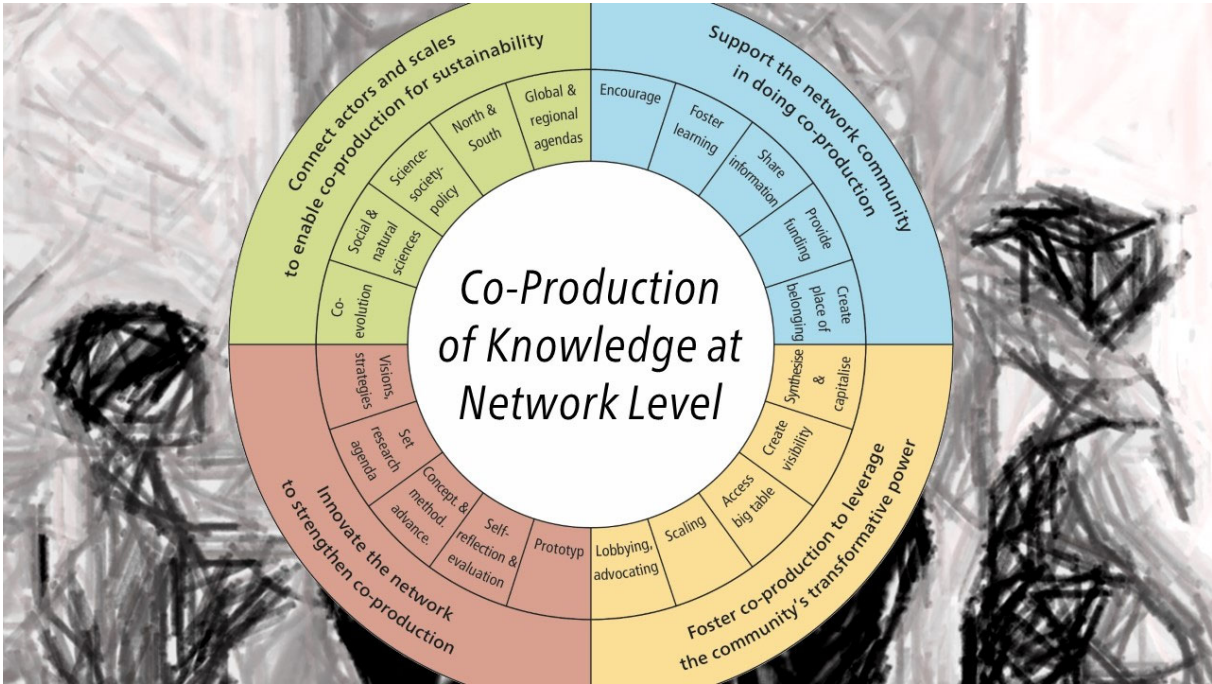 Co-Production
of Knowledge at
Network Level
Connect actors and scales
to enable co-production for sustainability
Co-
evolution
Social &
natural
sciences
Science-
society-
policy
North &
South
Global &
regional
agendas
Support the network community
in doing co-production
Encourage
Foster
learning
Share
information
Provide
funding
Create
place of
belonging
Foster co-production to leverage
the community's transformative power
Synthesise
&
capitalise
Create
visibility
Access
big table
Scaling
Lobbying,
advocating
Innovate the network
to strengthen co-production
Prototyp
Self-
reflection &
evaluation
Concept. &
method.
advance.
Set
research
agenda
Visions,
strategies